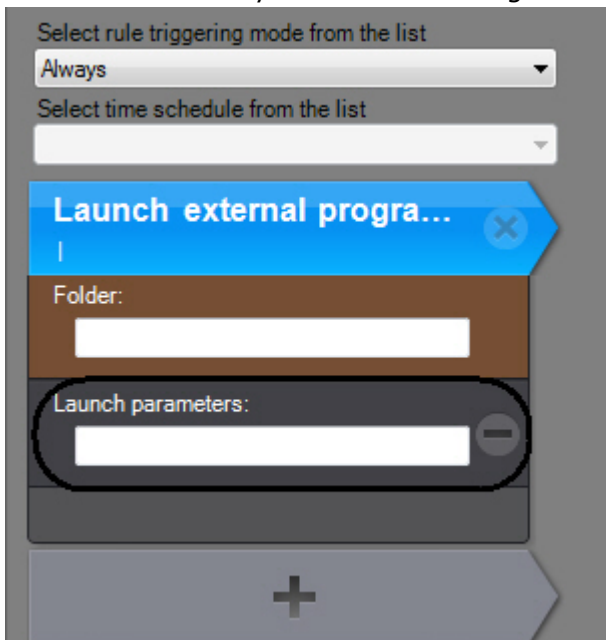 Select rule triggering mode from the list
Always
Select time schedule from the list
Launch external progra...
|
Folder:
Launch parameters: